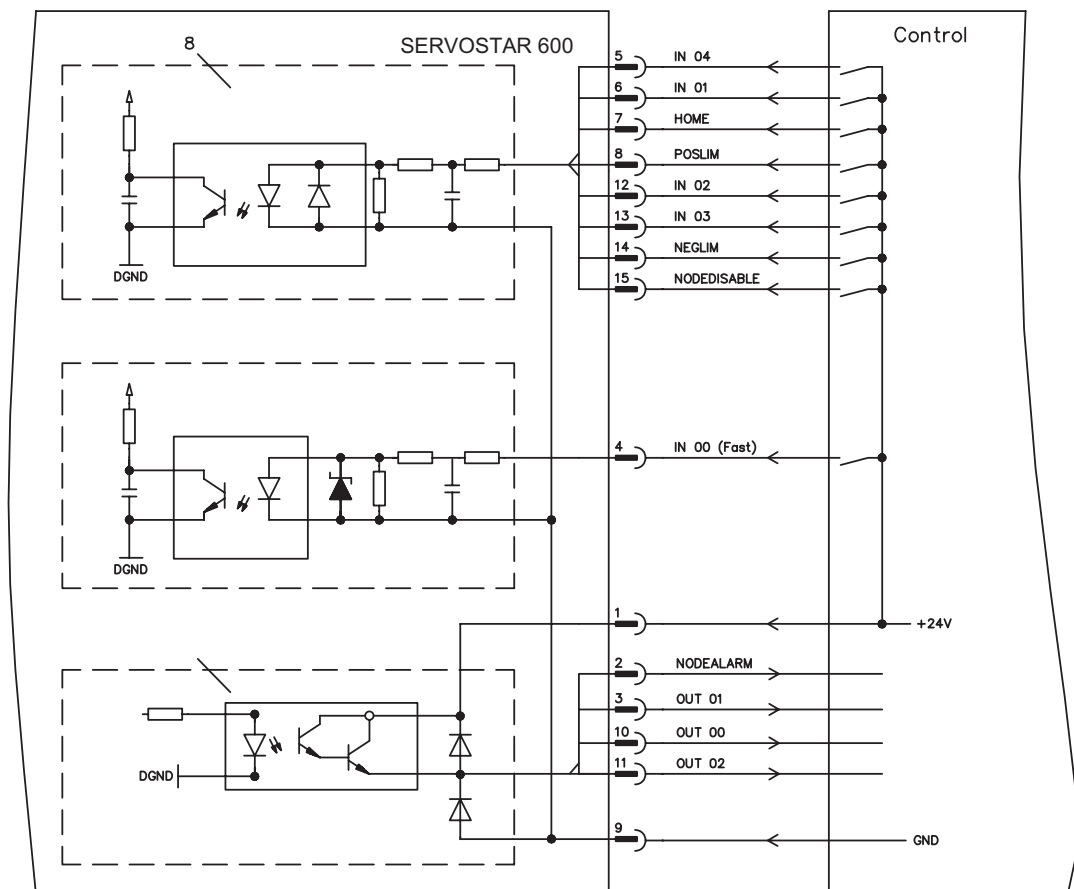 SERVOSTAR 600
Control
8
DGND
5 IN 04
6 IN 01
7 HOME
8 POSLIM
12 IN 02
13 IN 03
14 NEGLIM
15 NODEDISABLE
DGND
4 IN 00 (Fast)
1
+24V
DGND
2 NODEALARM
3 OUT 01
10 OUT 00
11 OUT 02
9
GND